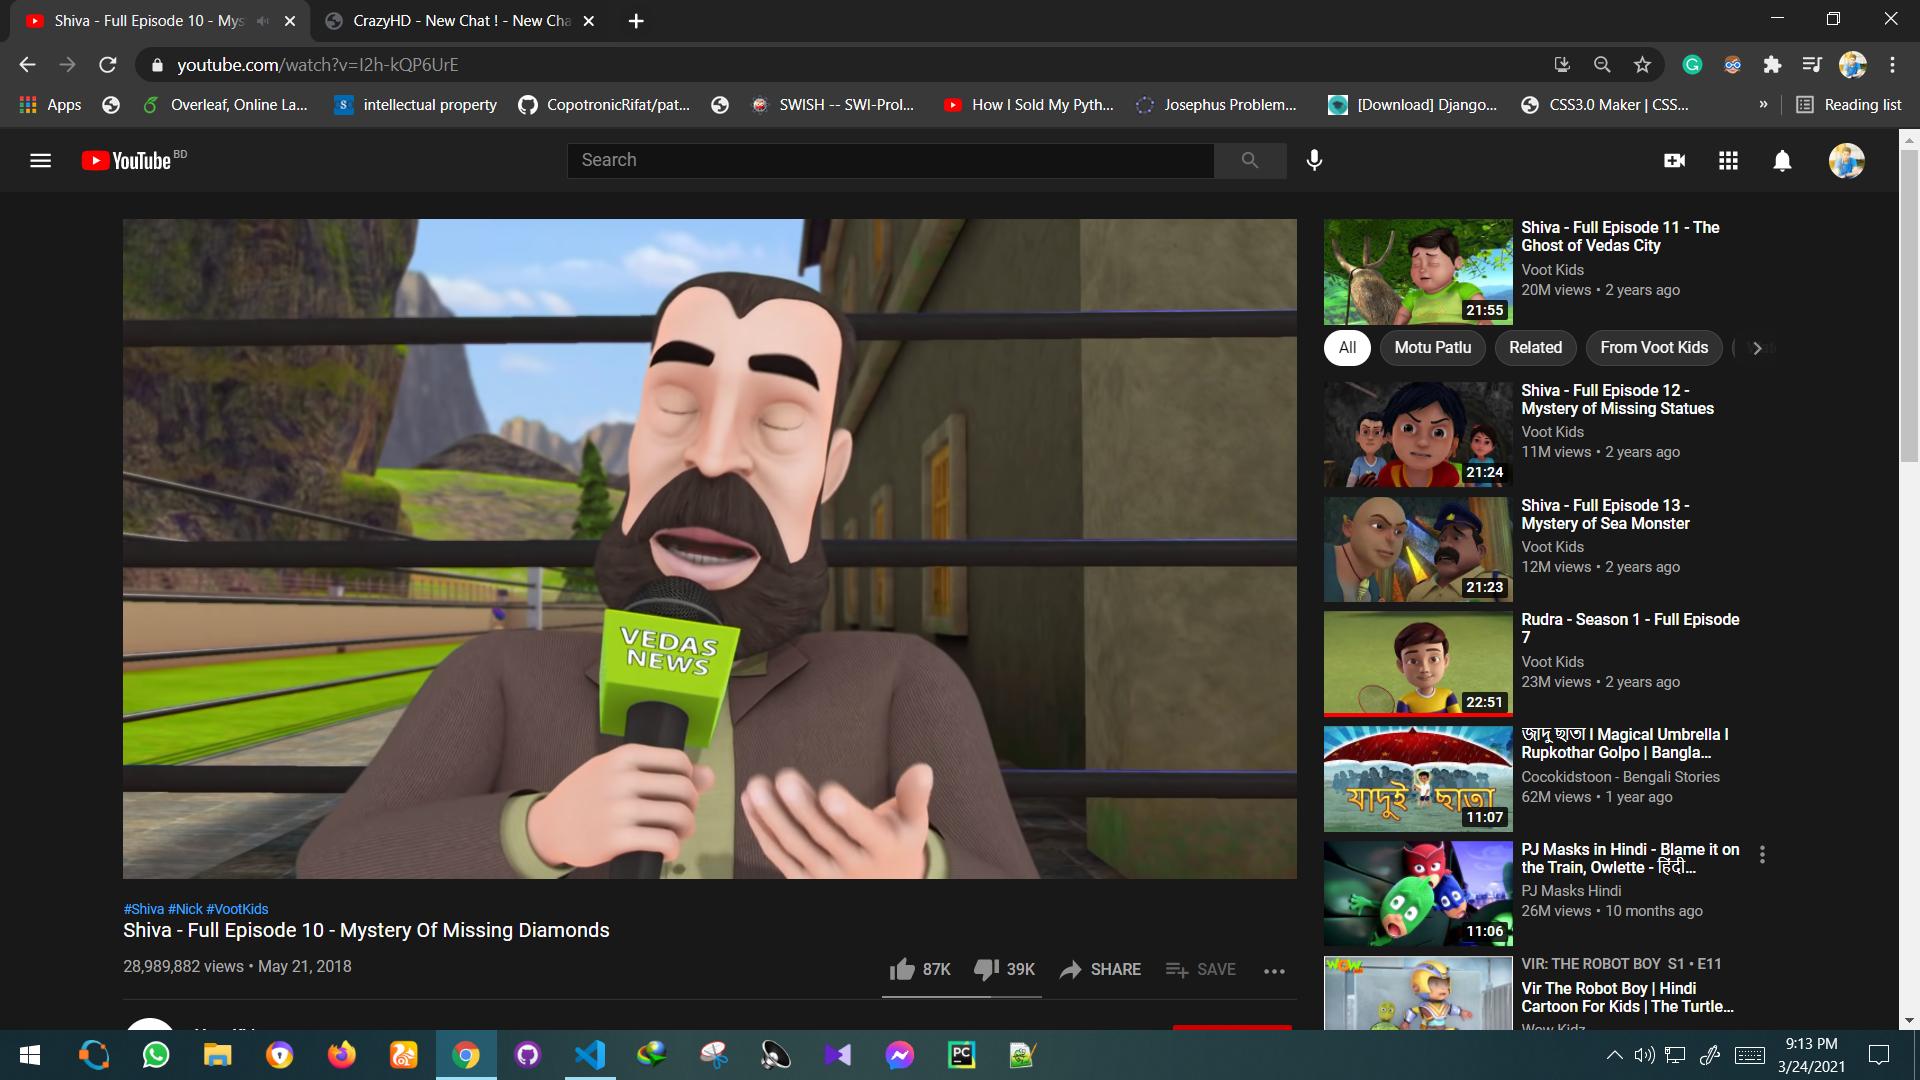 Shiva - Full Episode 10 - Mys
CrazyHD - New Chat ! - New Cha
youtube.com/watch?v=I2h-kQP6UrE
Apps
Overleaf, Online La...
intellectual property
CopotronicRifat/pat...
SWISH -- SWI-Prol...
How I Sold My Pyth...
Josephus Problem...
[Download] Django...
CSS3.0 Maker | CSS...
»
Reading list
YouTube BD
Search
VEDAS
NEWS
#Shiva #Nick #VootKids
Shiva - Full Episode 10 - Mystery Of Missing Diamonds
28,989,882 views • May 21, 2018
87K
39K
SHARE
SAVE
Shiva - Full Episode 11 - The
Ghost of Vedas City
Voot Kids
20M views • 2 years ago
21:55
All
Motu Patlu
Related
From Voot Kids
Shiva - Full Episode 12 -
Mystery of Missing Statues
Voot Kids
11M views • 2 years ago
21:24
Shiva - Full Episode 13 -
Mystery of Sea Monster
Voot Kids
12M views • 2 years ago
21:23
Rudra - Season 1 - Full Episode
7
Voot Kids
23M views • 2 years ago
22:51
জাদু ছাতা l Magical Umbrella l
Rupkothar Golpo | Bangla...
Cocokidstoon - Bengali Stories
62M views • 1 year ago
যাদুই ছাতা
11:07
PJ Masks in Hindi - Blame it on
the Train, Owlette - हिंदी...
PJ Masks Hindi
26M views • 10 months ago
11:06
WOW
VIR: THE ROBOT BOY S1 • E11
Vir The Robot Boy | Hindi
Cartoon For Kids | The Turtle...
Wow Kidz
PC
9:13 PM
3/24/2021